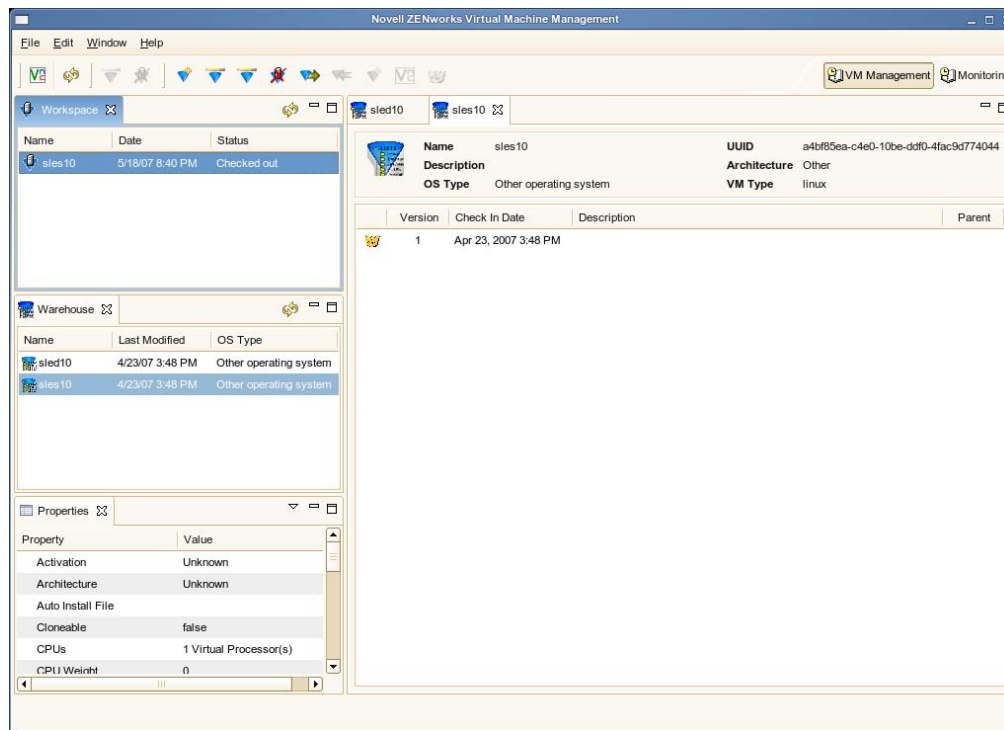 Novell ZENworks Virtual Machine Management
File Edit Window Help
VM Management Monitorin
Workspace
Name Date Status
sles10 5/18/07 8:40 PM Checked out
Warehouse
Name Last Modified OS Type
sled10 4/23/07 3:48 PM Other operating system
sles10 4/23/07 3:48 PM Other operating system
Properties
Property Value
Activation Unknown
Architecture Unknown
Auto Install File
Cloneable false
CPUs 1 Virtual Processor(s)
CPU Weight 0
sled10 sles10
Name sles10 UUID a4bf85ea-c4e0-10be-ddf0-4fac9d774044
Description Architecture Other
OS Type Other operating system VM Type linux
Version Check In Date Description Parent
1 Apr 23, 2007 3:48 PM